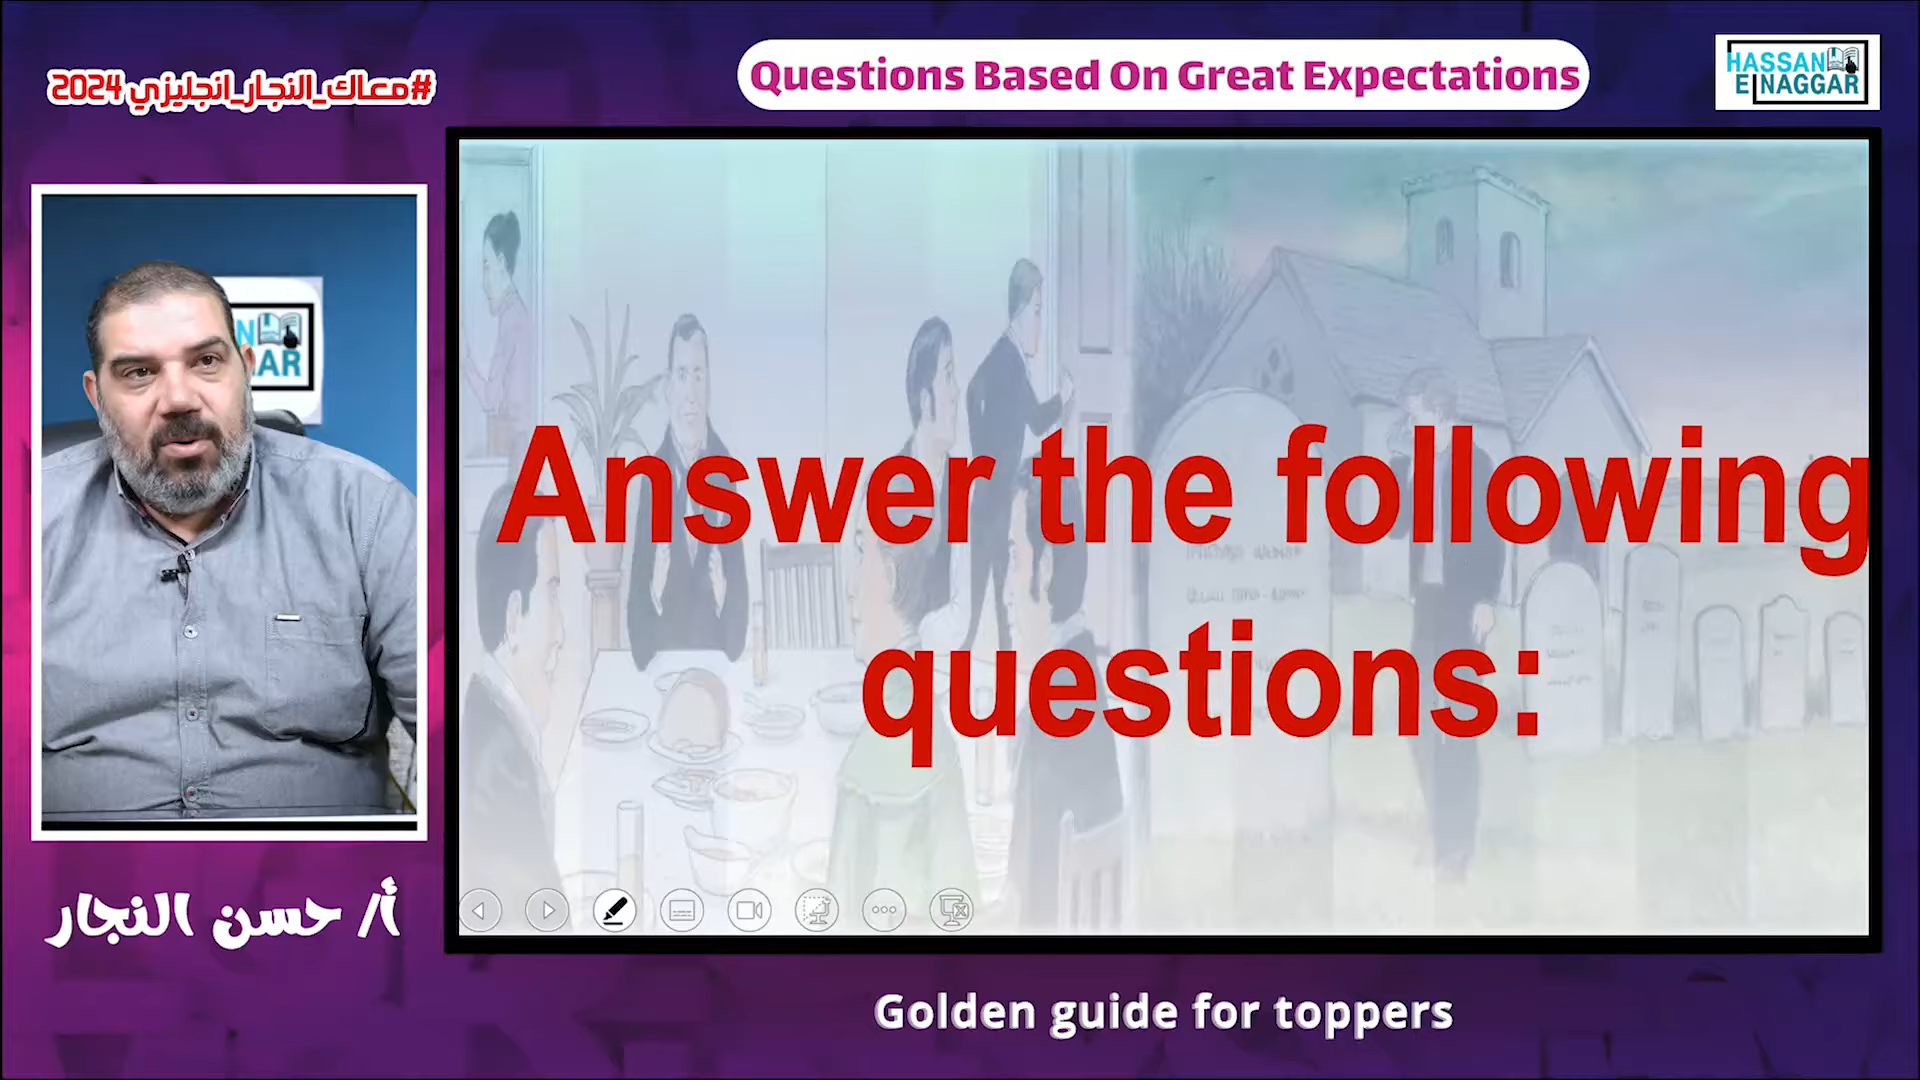 #معاك_النجار_انجليزي 2024
Questions Based On Great Expectations
HASSAN
ELNAGGAR
Answer the following
questions:
أ/ حسن النجار
Golden guide for toppers